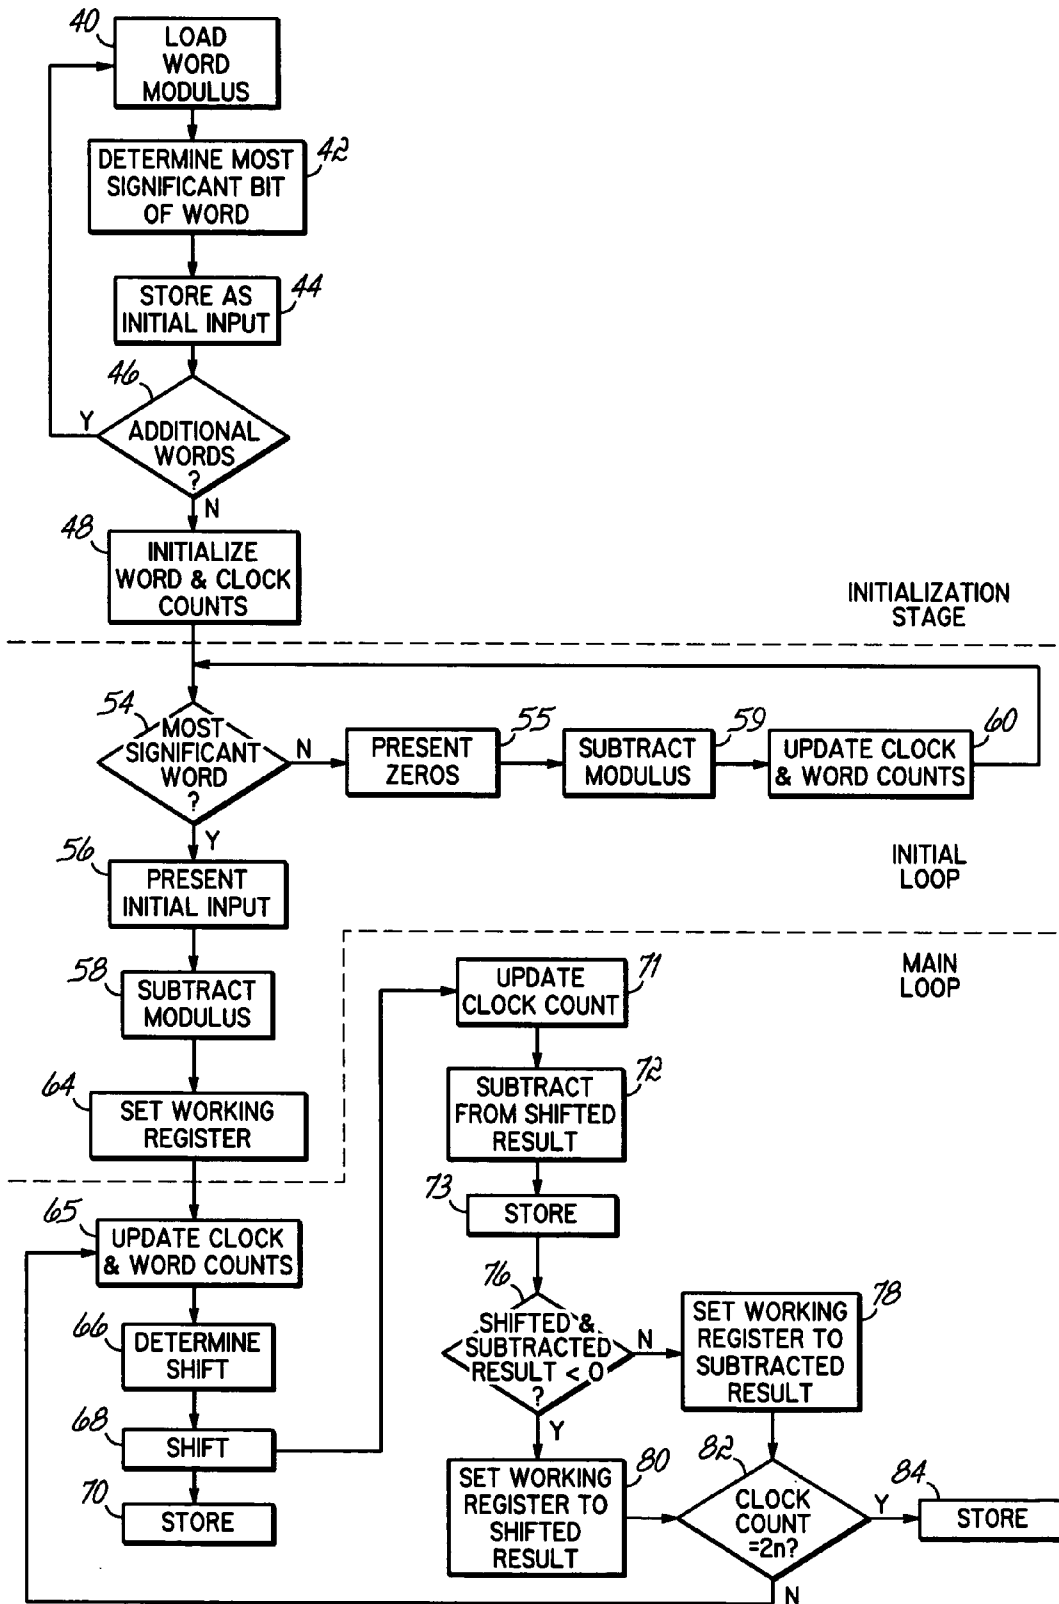 40
LOAD
WORD
MODULUS
42
DETERMINE MOST
SIGNIFICANT BIT
OF WORD
44
STORE AS
INITIAL INPUT
46
Y
ADDITIONAL
WORDS
?
N
48
INITIALIZE
WORD & CLOCK
COUNTS
INITIALIZATION
STAGE
54
MOST
SIGNIFICANT
WORD
?
N
55
PRESENT
ZEROS
59
SUBTRACT
MODULUS
60
UPDATE CLOCK
& WORD COUNTS
Y
56
PRESENT
INITIAL INPUT
INITIAL
LOOP
58
SUBTRACT
MODULUS
64
SET WORKING
REGISTER
MAIN
LOOP
65
UPDATE CLOCK
& WORD COUNTS
66
DETERMINE
SHIFT
68
SHIFT
70
STORE
71
UPDATE
CLOCK COUNT
72
SUBTRACT
FROM SHIFTED
RESULT
73
STORE
76
SHIFTED &
SUBTRACTED
RESULT < 0
?
N
78
SET WORKING
REGISTER TO
SUBTRACTED
RESULT
Y
80
SET WORKING
REGISTER TO
SHIFTED
RESULT
82
CLOCK
COUNT
=2n?
Y
84
STORE
N